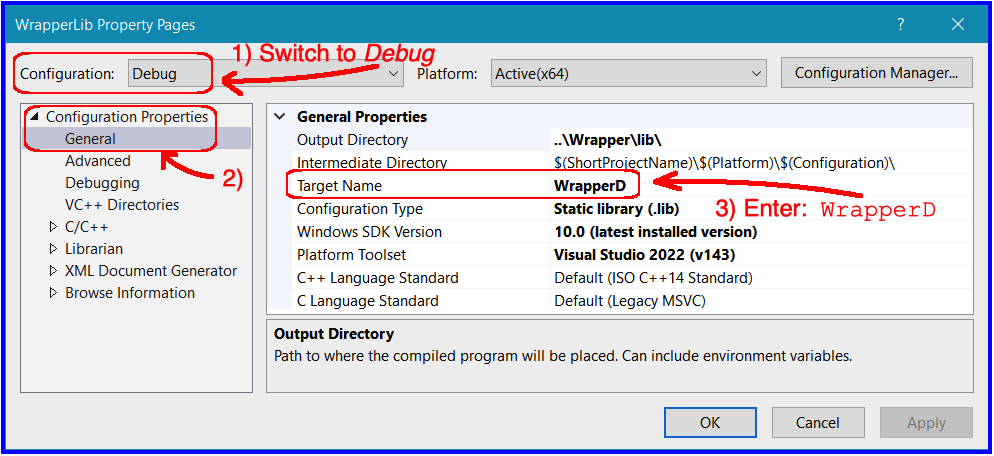 WrapperLib Property Pages ? ×
1) Switch to Debug
Configuration: Debug Platform: Active(x64) Configuration Manager...
Configuration Properties
General
Advanced
Debugging
VC++ Directories
C/C++
Librarian
XML Document Generator
Browse Information
2)
General Properties
Output Directory ..\Wrapper\lib\
Intermediate Directory $(ShortProjectName)\$(Platform)\$(Configuration)\
Target Name WrapperD
Configuration Type Static library (.lib)
Windows SDK Version 10.0 (latest installed version)
Platform Toolset Visual Studio 2022 (v143)
C++ Language Standard Default (ISO C++14 Standard)
C Language Standard Default (Legacy MSVC)
3) Enter: WrapperD
Output Directory
Path to where the compiled program will be placed. Can include environment variables.
OK Cancel Apply